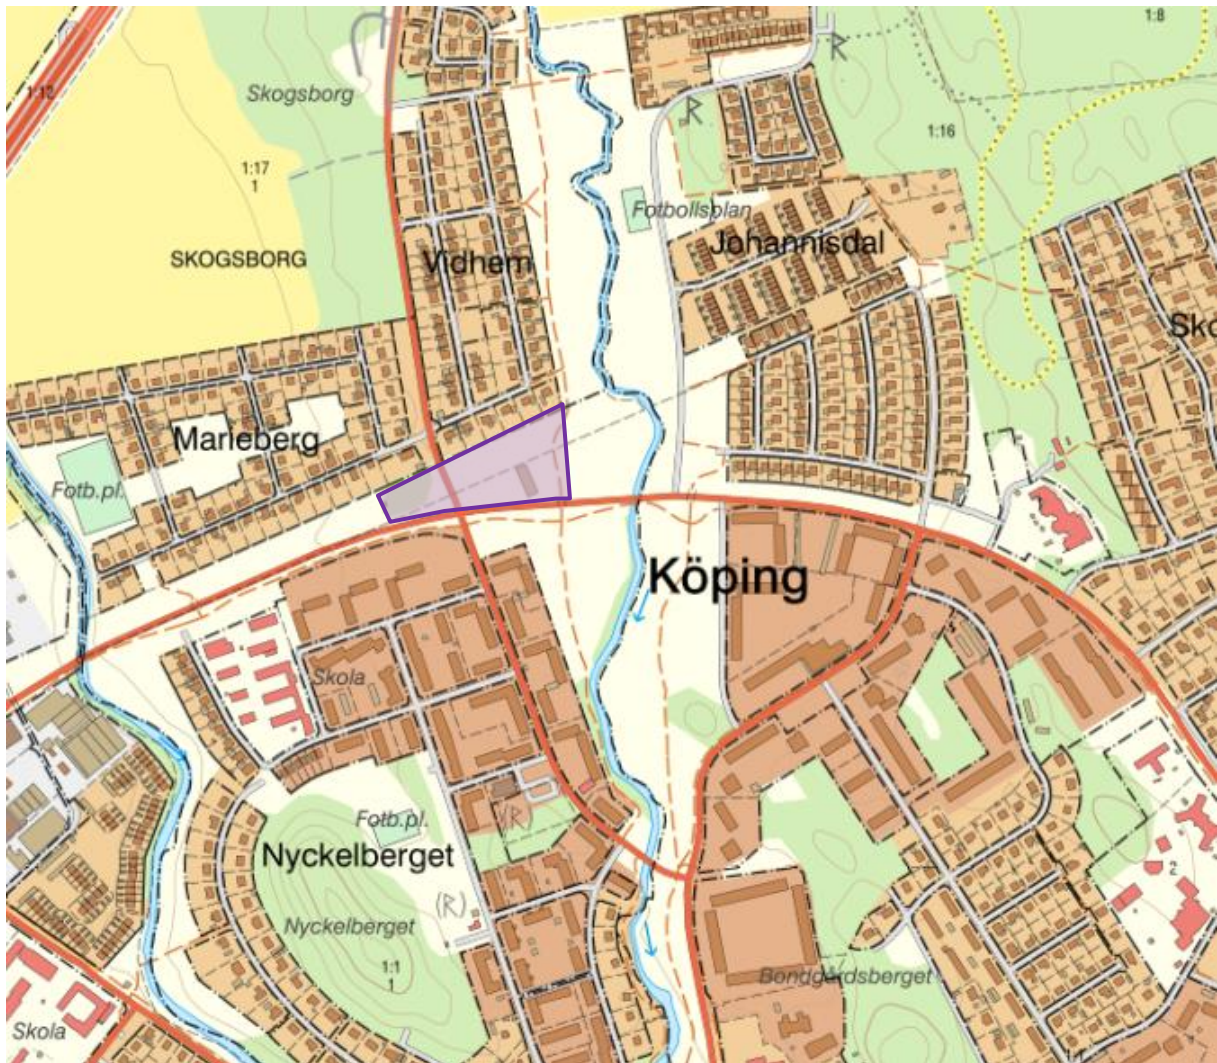 1:8
1:12
Skogsborg
R
R
1:16
1:17
1
Fotbollsplan
SKOGSBORG
Vidhem
Johannisdal
Sko
Marieberg
Fotb.pl.
Köping
Skola
Fotb.pl.
(R)
Nyckelberget
(R)
Nyckelberget
1:1
1
2
Bondgårdsberget
Skola